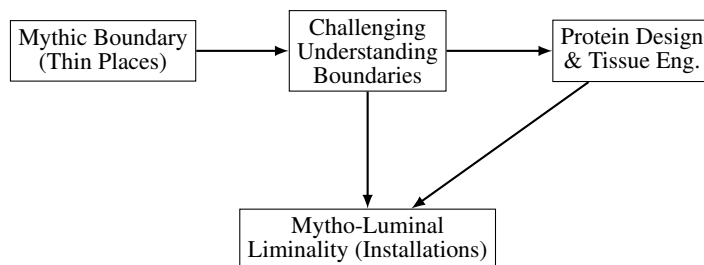 Mythic Boundary
(Thin Places)
Challenging
Understanding
Boundaries
Protein Design
& Tissue Eng.
Mytho-Luminal
Liminality (Installations)